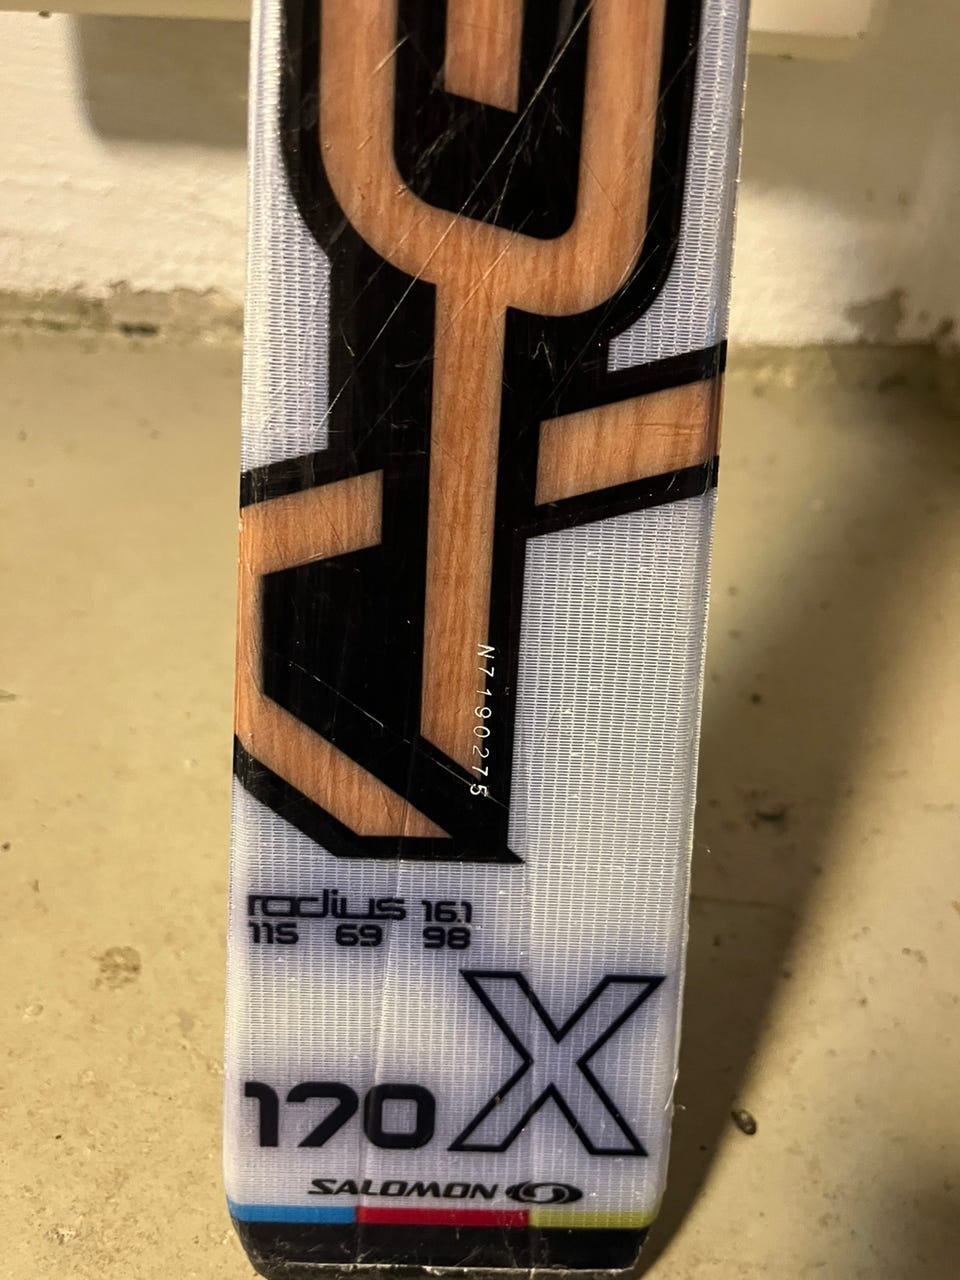 N7190275
radius 16.1
115 69 98
170 X
SALOMON